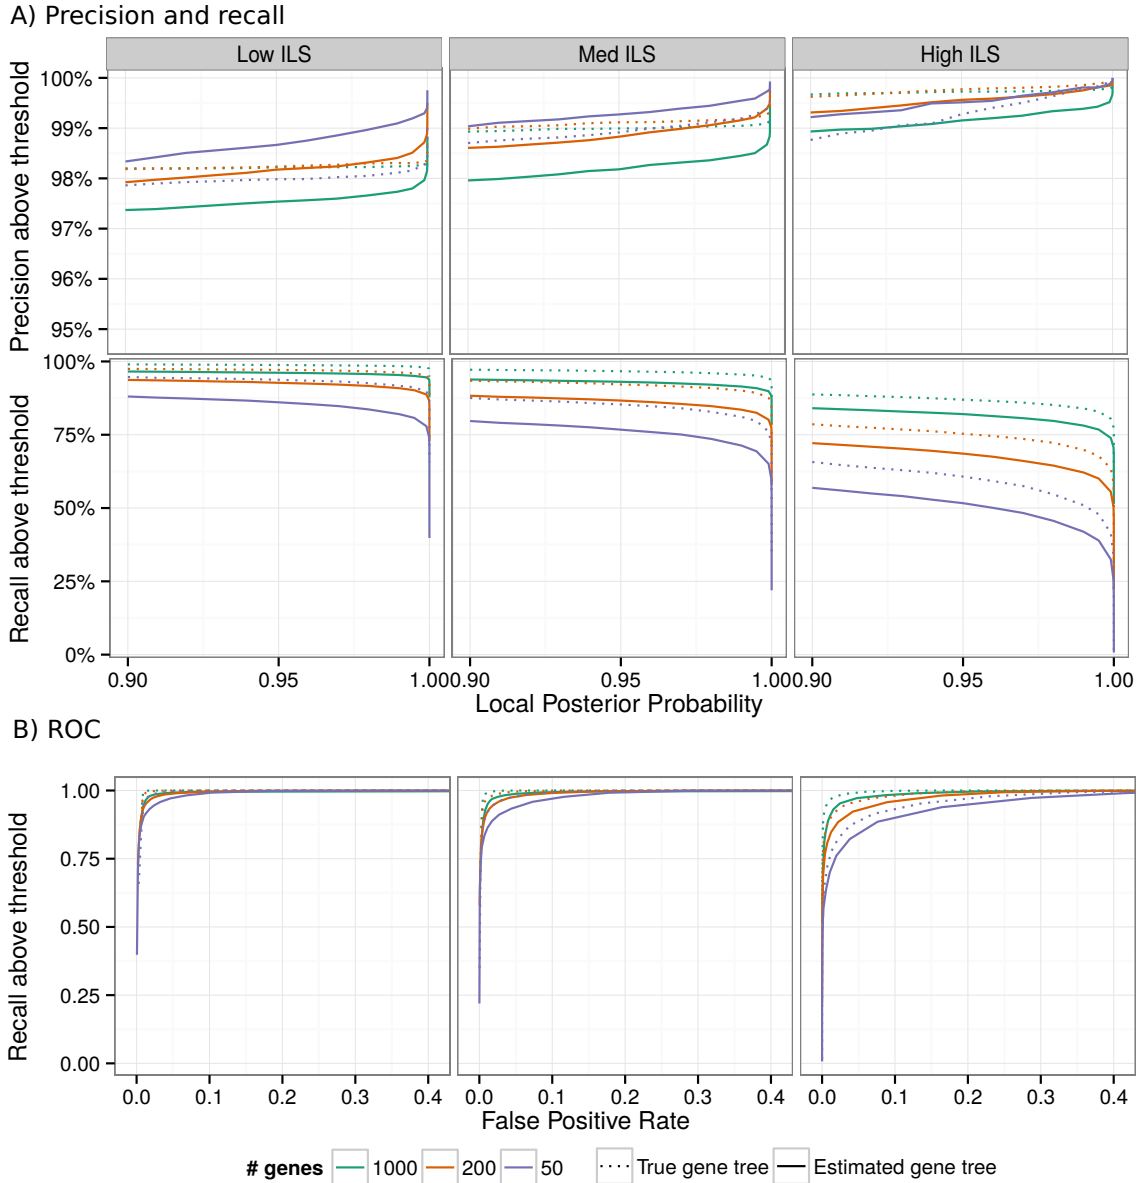 A) Precision and recall
Low ILS Med ILS High ILS
Precision above threshold
100%
99%
98%
97%
96%
95%
Recall above threshold
100%
75%
50%
25%
0%
0.90 0.95 1.00 0.90 0.95 1.00 0.90 0.95 1.00
Local Posterior Probability
B) ROC
Recall above threshold
1.00
0.75
0.50
0.25
0.00
0.0 0.1 0.2 0.3 0.4 0.0 0.1 0.2 0.3 0.4 0.0 0.1 0.2 0.3 0.4
False Positive Rate
# genes 1000 200 50 True gene tree Estimated gene tree